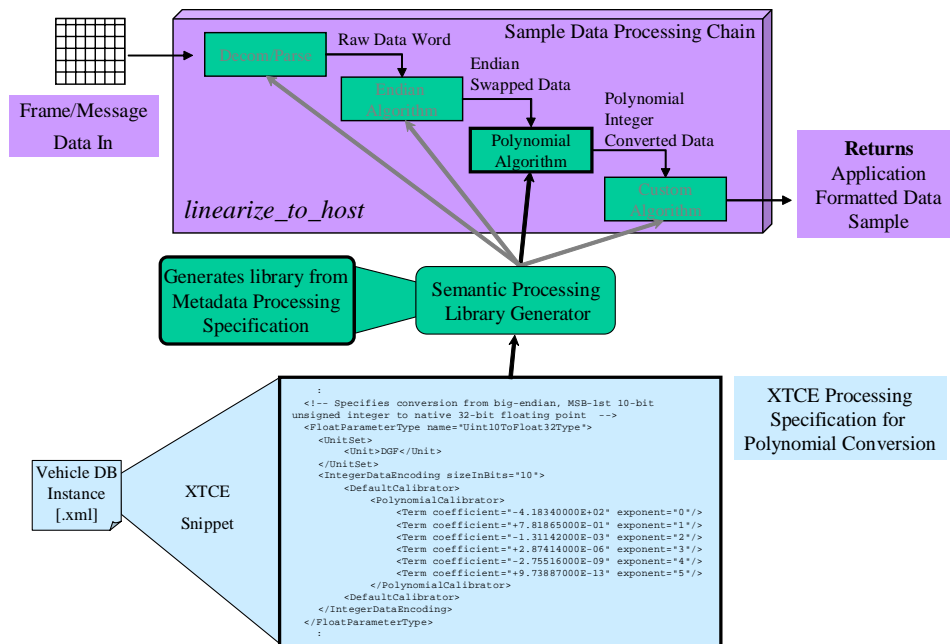 Sample Data Processing Chain
Raw Data Word
Decom/Parse
Endian
Swapped Data
Endian
Algorithm
Polynomial
Integer
Converted Data
Polynomial
Algorithm
Custom
Algorithm
linearize_to_host
Frame/Message
Data In
Returns
Application
Formatted Data
Sample
Generates library from
Metadata Processing
Specification
Semantic Processing
Library Generator
:
<!-- Specifies conversion from big-endian, MSB-1st 10-bit
unsigned integer to native 32-bit floating point -->
<FloatParameterType name="Uint10ToFloat32Type">
<UnitSet>
<Unit>DGF</Unit>
</UnitSet>
<IntegerDataEncoding sizeInBits="10">
<DefaultCalibrator>
<PolynomialCalibrator>
<Term coefficient="-4.18340000E+02" exponent="0"/>
<Term coefficient="+7.81865000E-01" exponent="1"/>
<Term coefficient="-1.31142000E-03" exponent="2"/>
<Term coefficient="+2.87414000E-06" exponent="3"/>
<Term coefficient="-2.75516000E-09" exponent="4"/>
<Term coefficient="+9.73887000E-13" exponent="5"/>
</PolynomialCalibrator>
<DefaultCalibrator>
</IntegerDataEncoding>
</FloatParameterType>
:
XTCE Processing
Specification for
Polynomial Conversion
Vehicle DB
Instance
[.xml]
XTCE
Snippet